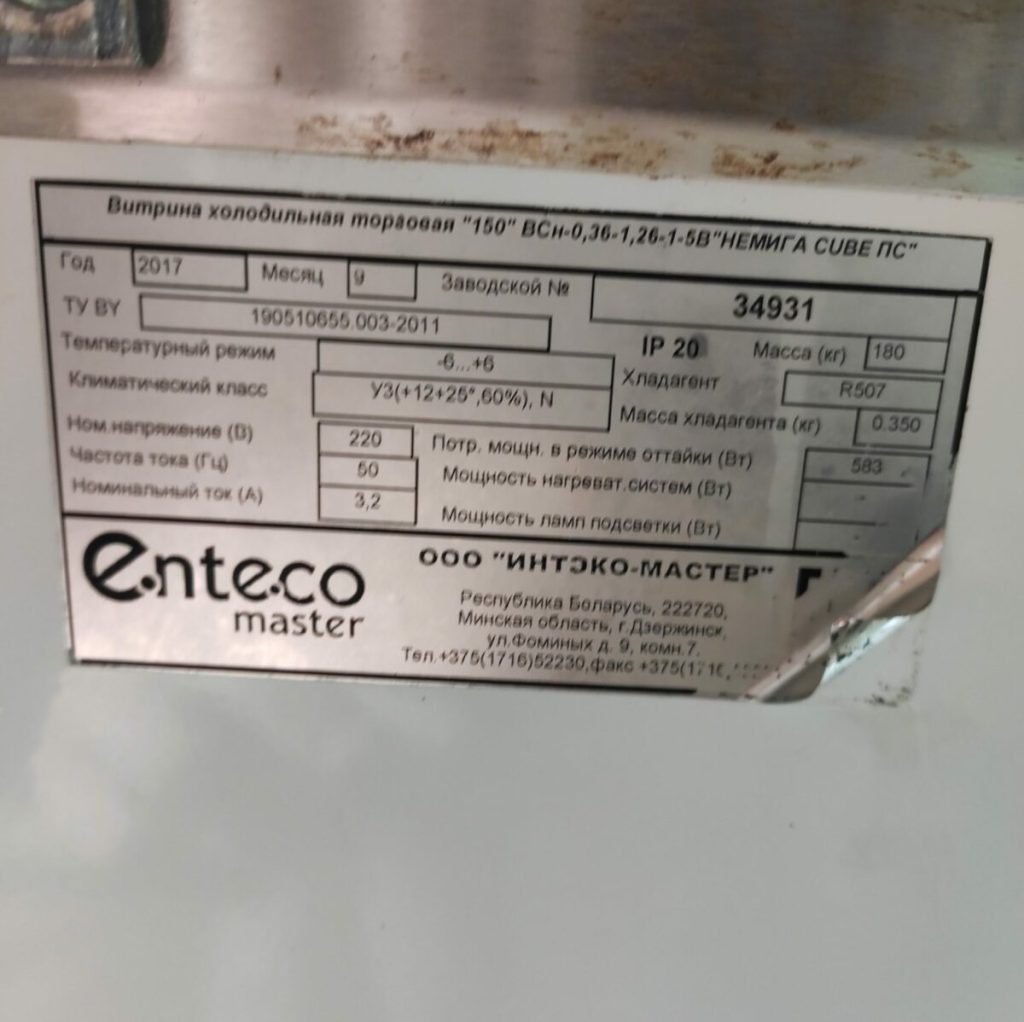 Витрина холодильная торговая "150" ВСн-0,36-1,26-1-5В"НЕМИГА CUBE ПС"
Год 2017 Месяц 9 Заводской № 34931
ТУ BY 190510655.003-2011 IP 20 Масса (кг) 180
Температурный режим -6...+6 Хладагент R507
Климатический класс У3(+12+25°,60%), N Масса хладагента (кг) 0.350
Ном.напряжение (В) 220 Потр. мощн. в режиме оттайки (Вт) 583
Частота тока (Гц) 50 Мощность нагреват.систем (Вт) -
Номинальный ток (А) 3,2 Мощность ламп подсветки (Вт)
enteco
master
ООО "ИНТЭКО-МАСТЕР"
Республика Беларусь, 222720,
Минская область, г.Дзержинск,
ул.Фоминых д. 9, комн.7.
Тел.+375(1716)52230,факс +375(1716,